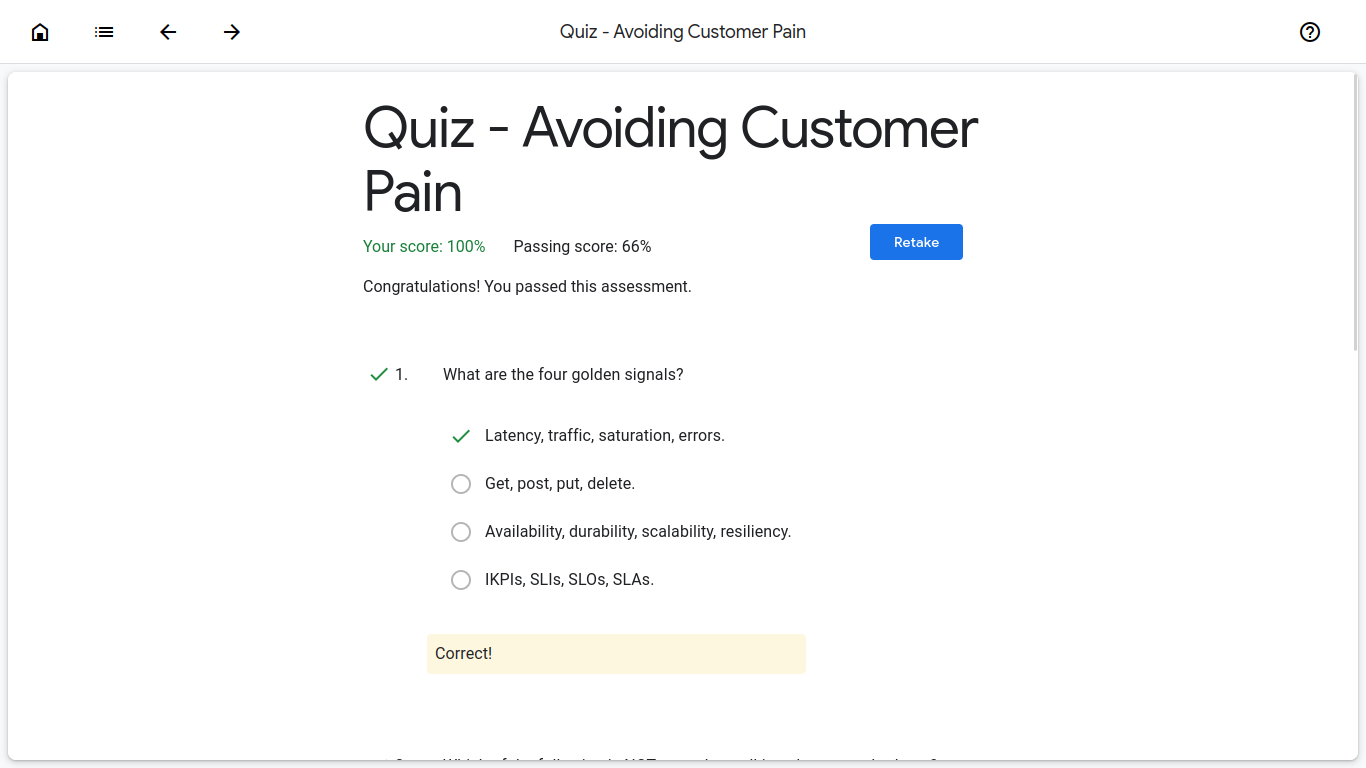 Quiz - Avoiding Customer Pain
Quiz - Avoiding Customer
Pain
Your score: 100% Passing score: 66%
Retake
Congratulations! You passed this assessment.
1. What are the four golden signals?
Latency, traffic, saturation, errors.
Get, post, put, delete.
Availability, durability, scalability, resiliency.
IKPIs, SLIs, SLOs, SLAs.
Correct!